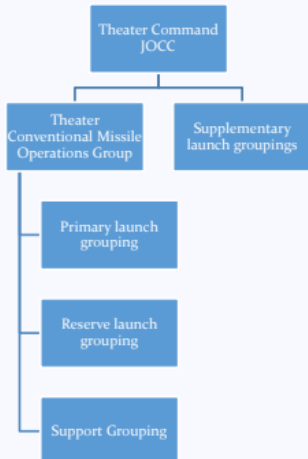 Theater Command
JOCC
Theater
Conventional Missile
Operations Group
Supplementary
launch groupings
Primary launch
grouping
Reserve launch
grouping
Support Grouping